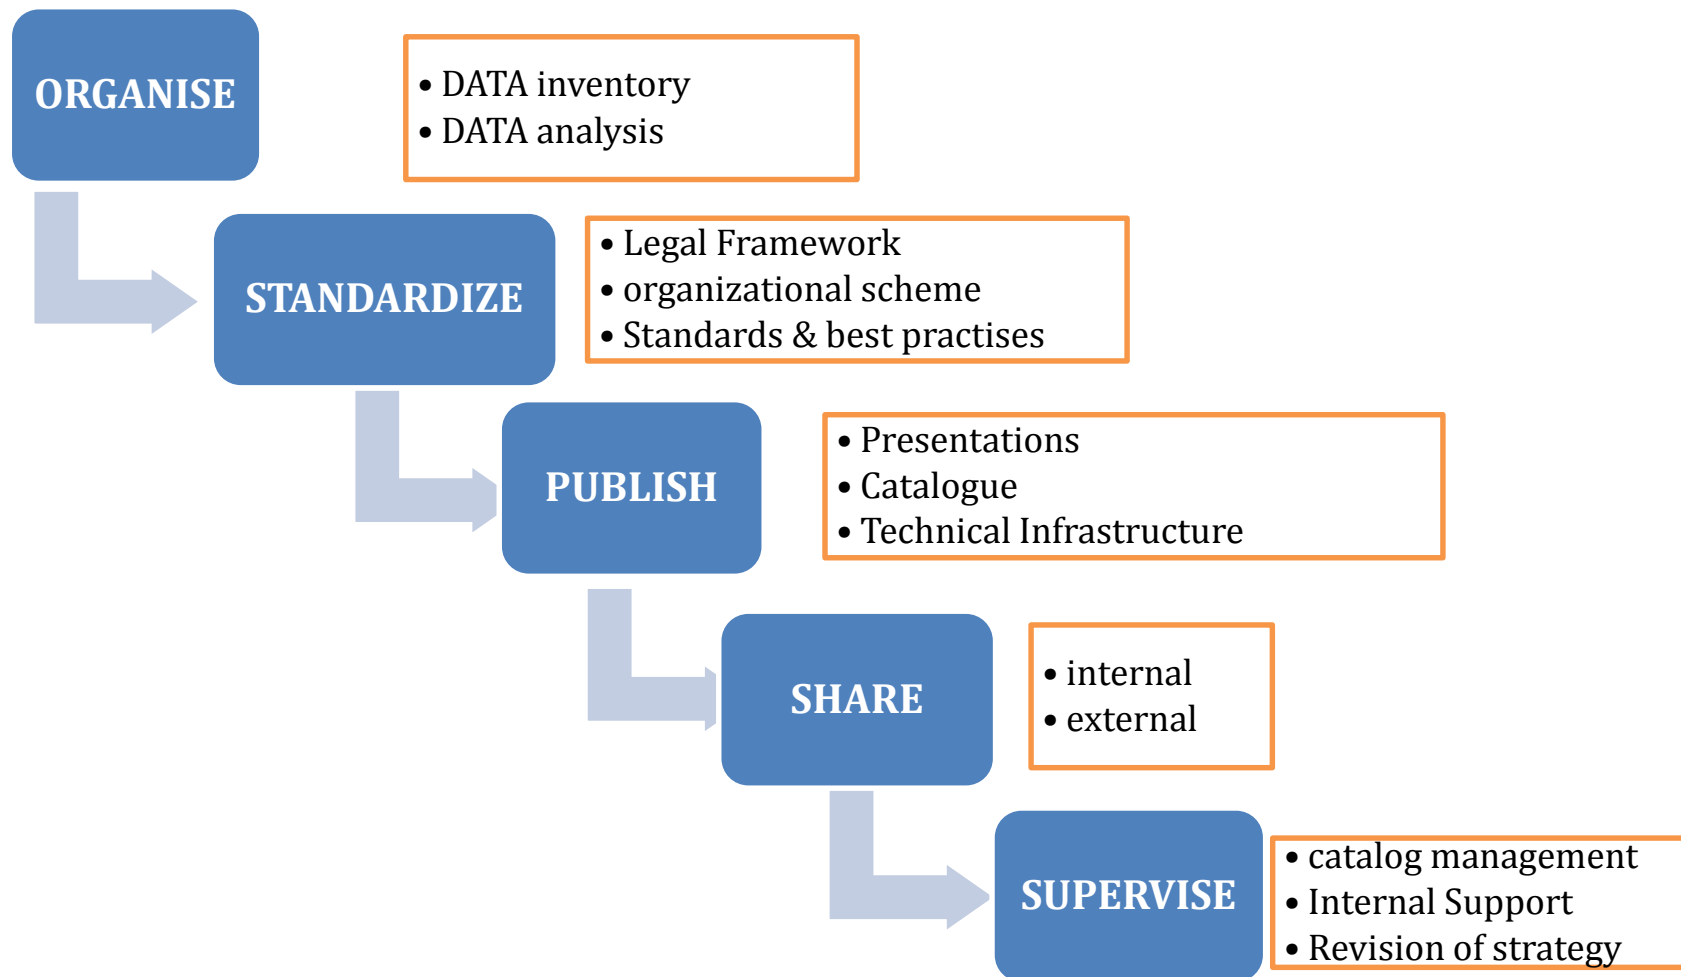 ORGANISE
• DATA inventory
• DATA analysis
STANDARDIZE
• Legal Framework
• organizational scheme
• Standards & best practises
PUBLISH
• Presentations
• Catalogue
• Technical Infrastructure
SHARE
• internal
• external
SUPERVISE
• catalog management
• Internal Support
• Revision of strategy